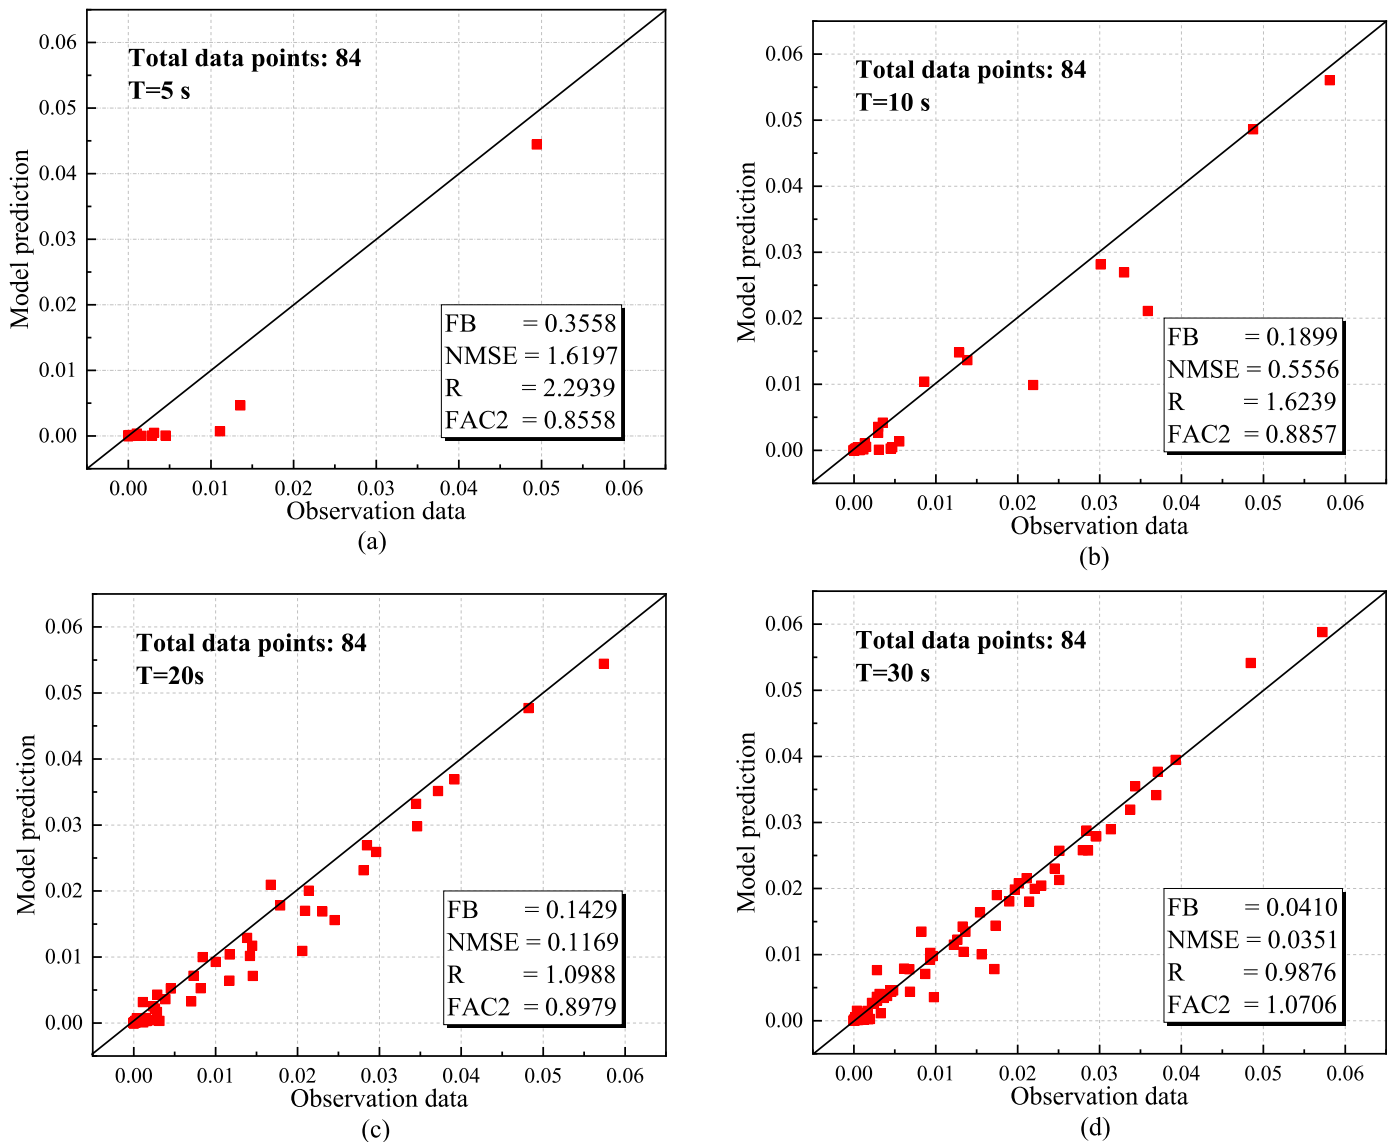 Total data points: 84
T=5 s
Model prediction
0.06
0.05
0.04
0.03
0.02
0.01
0.00
FB = 0.3558
NMSE = 1.6197
R = 2.2939
FAC2 = 0.8558
0.00 0.01 0.02 0.03 0.04 0.05 0.06
Observation data
(a)
Total data points: 84
T=10 s
Model prediction
0.06
0.05
0.04
0.03
0.02
0.01
0.00
FB = 0.1899
NMSE = 0.5556
R = 1.6239
FAC2 = 0.8857
0.00 0.01 0.02 0.03 0.04 0.05 0.06
Observation data
(b)
Total data points: 84
T=20s
Model prediction
0.06
0.05
0.04
0.03
0.02
0.01
0.00
FB = 0.1429
NMSE = 0.1169
R = 1.0988
FAC2 = 0.8979
0.00 0.01 0.02 0.03 0.04 0.05 0.06
Observation data
(c)
Total data points: 84
T=30 s
Model prediction
0.06
0.05
0.04
0.03
0.02
0.01
0.00
FB = 0.0410
NMSE = 0.0351
R = 0.9876
FAC2 = 1.0706
0.00 0.01 0.02 0.03 0.04 0.05 0.06
Observation data
(d)